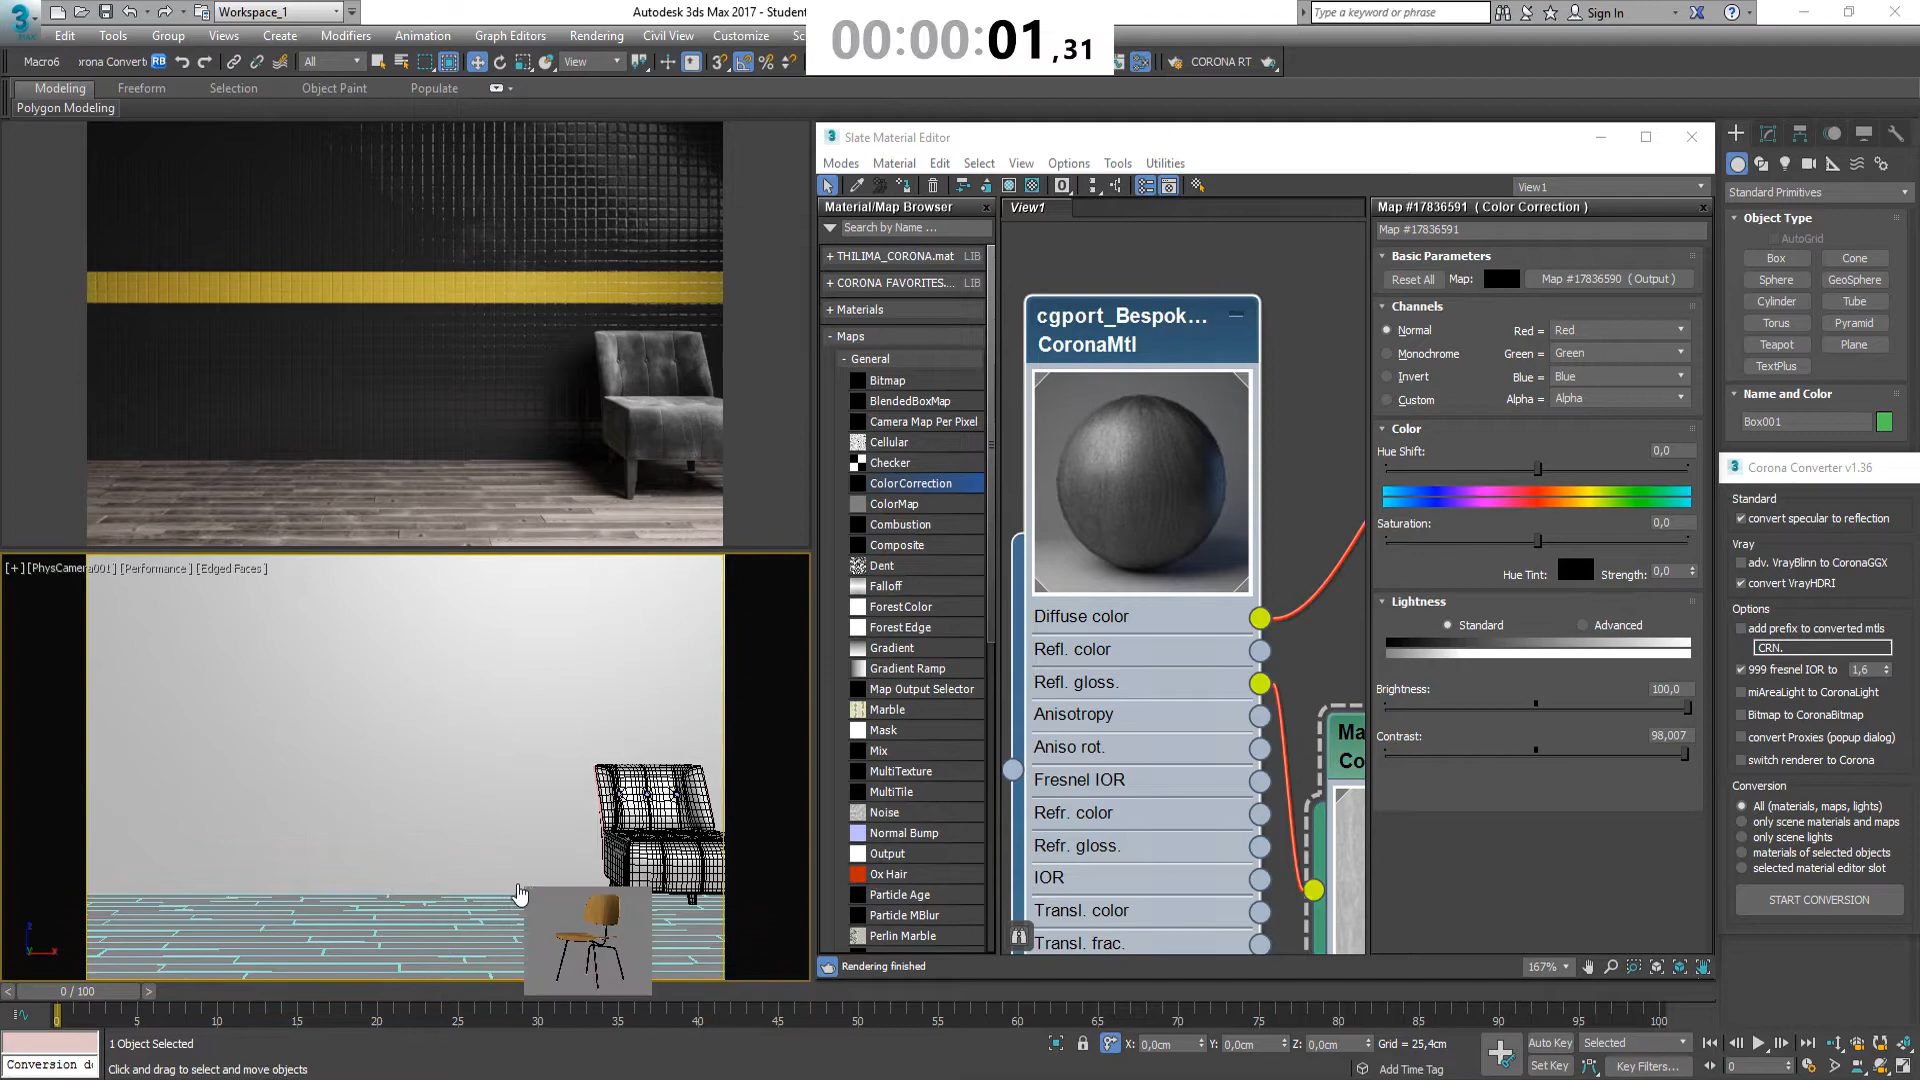 Workspace_1
Autodesk 3ds Max 2017 - Student
00:00:01,31
Type a keyword or phrase
Sign In
Edit Tools Group Views Create Modifiers Animation Graph Editors Rendering Civil View Customize Sc
Macro6 orona Convert RB All View CORONA RT
Modeling Freeform Selection Object Paint Populate
Polygon Modeling
Slate Material Editor
Modes Material Edit Select View Options Tools Utilities
View1
Material/Map Browser
Search by Name ...
+ THILIMA_CORONA.mat LIB
+ CORONA FAVORITES.... LIB
+ Materials
- Maps
- General
Bitmap
BlendedBoxMap
Camera Map Per Pixel
Cellular
Checker
ColorCorrection
ColorMap
Combustion
Composite
Dent
Falloff
ForestColor
Forest Edge
Gradient
Gradient Ramp
Map Output Selector
Marble
Mask
Mix
MultiTexture
MultiTile
Noise
Normal Bump
Output
Ox Hair
Particle Age
Particle MBlur
Perlin Marble
Rendering finished
View1
cgport_Bespok...
CoronaMtl
Diffuse color
Refl. color
Refl. gloss.
Anisotropy
Aniso rot.
Fresnel IOR
Refr. color
Refr. gloss.
IOR
Transl. color
Transl. frac.
Ma
Co
167%
Map #17836591 ( Color Correction )
Map #17836591
Basic Parameters
Reset All Map: Map #17836590 ( Output )
Channels
Normal Red = Red
Monochrome Green = Green
Invert Blue = Blue
Custom Alpha = Alpha
Color
Hue Shift: 0,0
Saturation: 0,0
Hue Tint: Strength: 0,0
Lightness
Standard Advanced
Brightness: 100,0
Contrast: 98,007
Standard Primitives
Object Type
AutoGrid
Box Cone
Sphere GeoSphere
Cylinder Tube
Torus Pyramid
Teapot Plane
TextPlus
Name and Color
Box001
Corona Converter v1.36
Standard
convert specular to reflection
Vray
adv. VrayBlinn to CoronaGGX
convert VrayHDRI
Options
add prefix to converted mtls
CRN.
999 fresnel IOR to 1,6
miAreaLight to CoronaLight
Bitmap to CoronaBitmap
convert Proxies (popup dialog)
switch renderer to Corona
Conversion
All (materials, maps, lights)
only scene materials and maps
only scene lights
materials of selected objects
selected material editor slot
START CONVERSION
[+] [PhysCamera001] [Performance ] [Edged Faces ]
z
x
< 0 / 100 >
0 5 10 15 20 25 30 35 40 45 50 55 60 65 70 75 80 85 90 95 100
1 Object Selected
X: 0,0cm Y: 0,0cm Z: 0,0cm Grid = 25,4cm
Auto Key Selected
Conversion d
Click and drag to select and move objects
Add Time Tag
Set Key Key Filters... 0